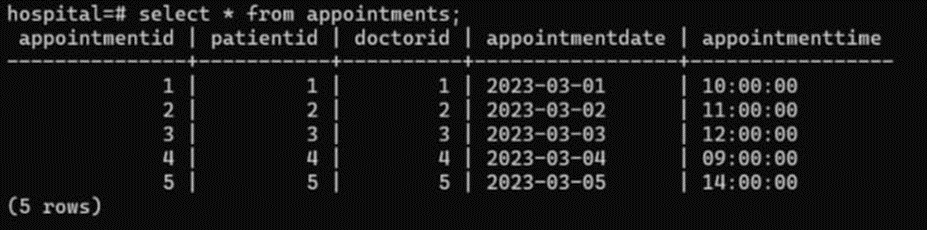 hospital=# select * from appointments;
 appointmentid | patientid | doctorid | appointmentdate | appointmenttime
---------------+-----------+----------+-----------------+-----------------
             1 |         1 |        1 | 2023-03-01      | 10:00:00
             2 |         2 |        2 | 2023-03-02      | 11:00:00
             3 |         3 |        3 | 2023-03-03      | 12:00:00
             4 |         4 |        4 | 2023-03-04      | 09:00:00
             5 |         5 |        5 | 2023-03-05      | 14:00:00
(5 rows)